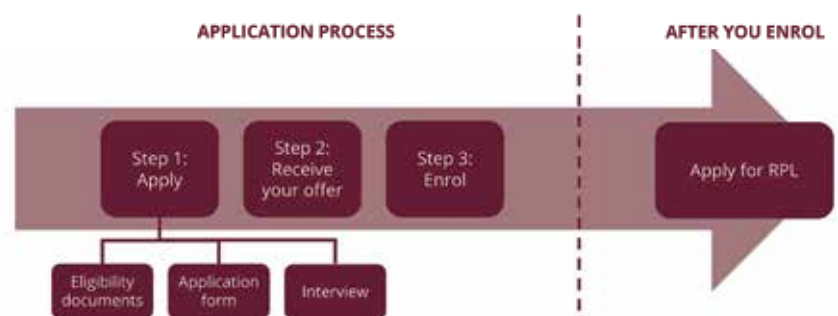 APPLICATION PROCESS
AFTER YOU ENROL
Step 1:
Apply
Step 2:
Receive
your offer
Step 3:
Enrol
Apply for RPL
Eligibility
documents
Application
form
Interview